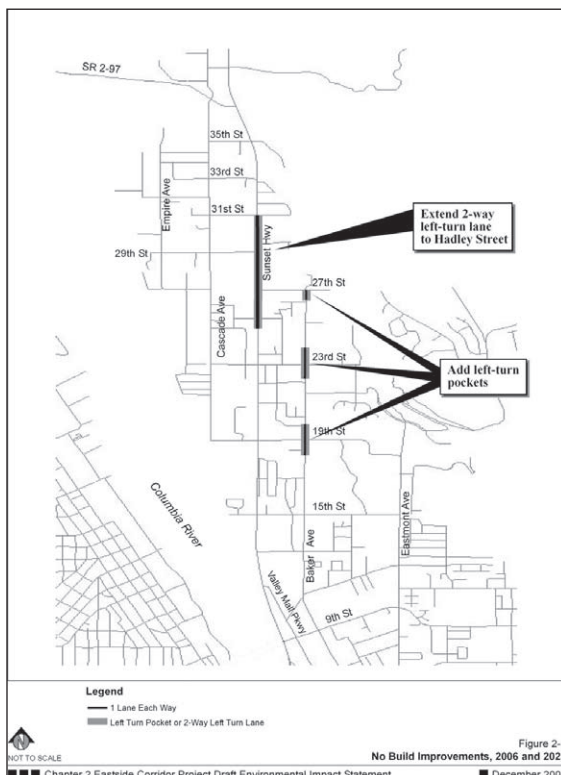 SR 2-97
35th St
33rd St
31st St
Empire Ave
Sunset Hwy
29th St
Extend 2-way
left-turn lane
to Hadley Street
27th St
Cascade Ave
23rd St
Add left-turn
pockets
19th St
Columbia River
15th St
Baker Ave
Eastmont Ave
Valley Mall Pkwy
9th St
Legend
1 Lane Each Way
Left Turn Pocket or 2-Way Left Turn Lane
N
NOT TO SCALE
Figure 2-
No Build Improvements, 2006 and 202
Chapter 2 Eastside Corridor Project Draft Environmental Impact Statement
December 200